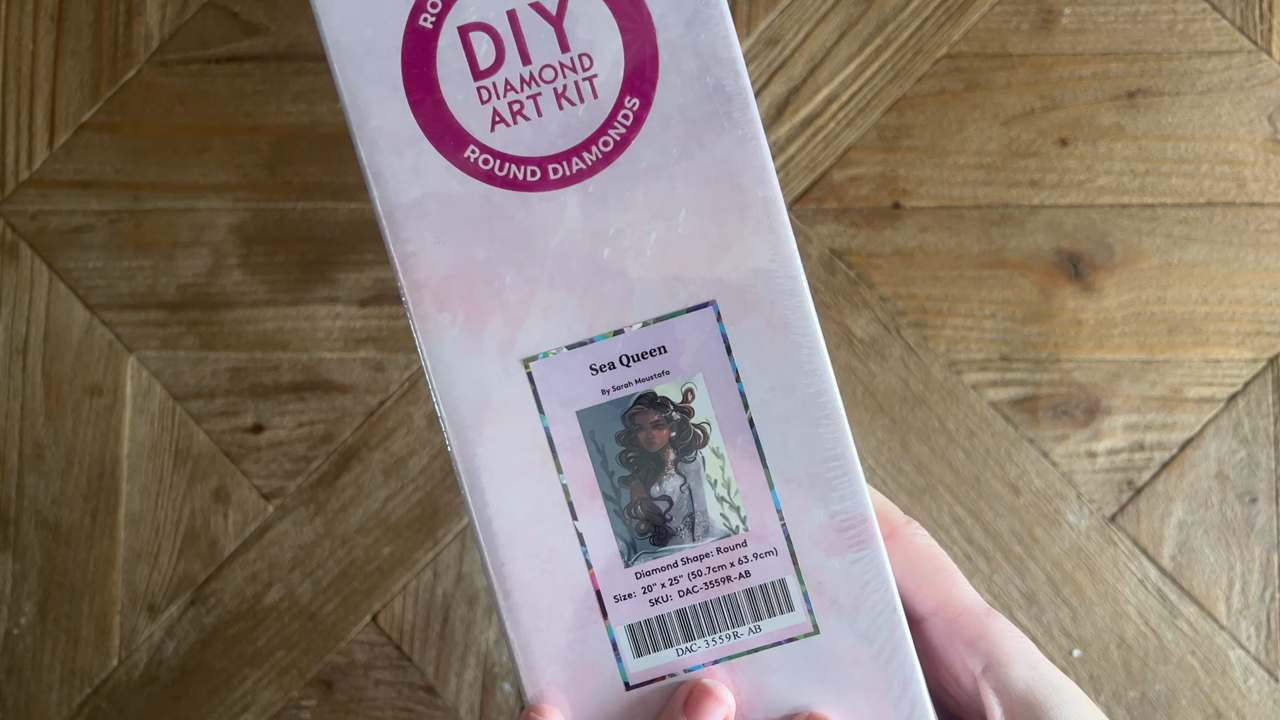 DIY
DIAMOND
ART KIT
ROUND DIAMONDS
Sea Queen
By Sarah Moustafa
Diamond Shape: Round
Size: 20" x 25" (50.7cm x 63.9cm)
SKU: DAC-3559R-AB
DAC- 3559R- AB